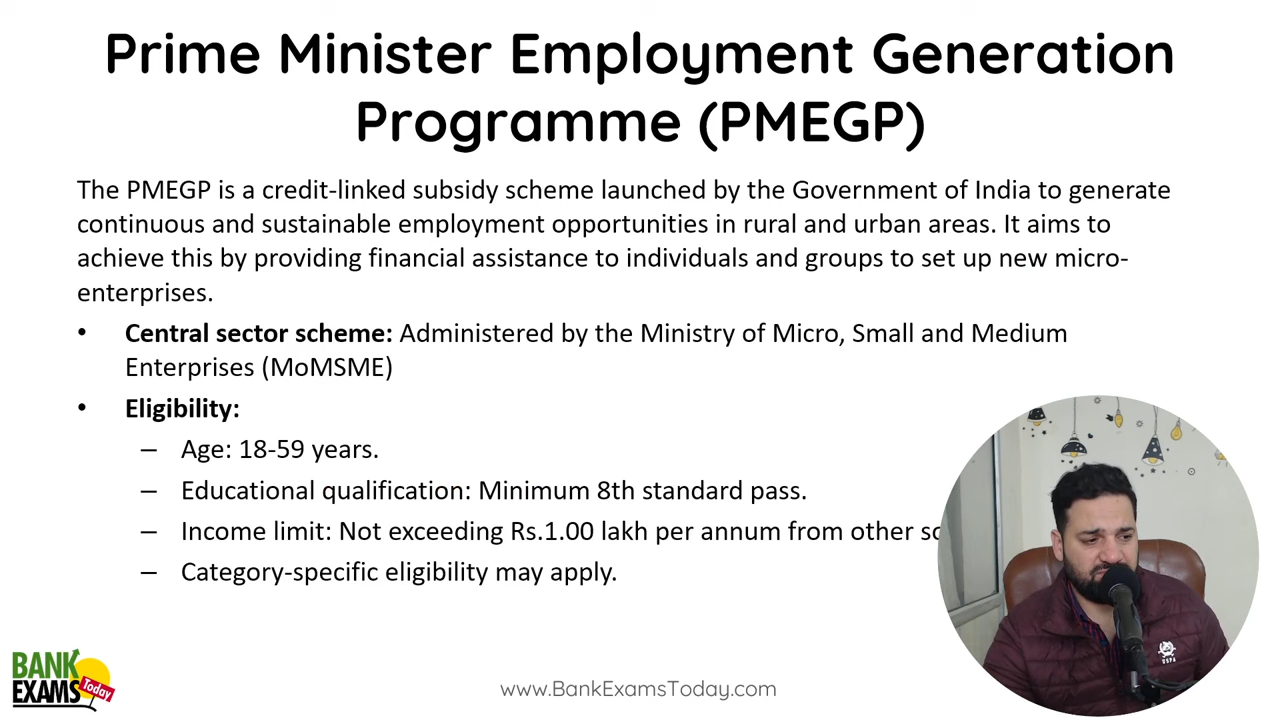 Prime Minister Employment Generation
Programme (PMEGP)
The PMEGP is a credit-linked subsidy scheme launched by the Government of India to generate
continuous and sustainable employment opportunities in rural and urban areas. It aims to
achieve this by providing financial assistance to individuals and groups to set up new micro-
enterprises.
• Central sector scheme: Administered by the Ministry of Micro, Small and Medium
Enterprises (MoMSME)
• Eligibility:
– Age: 18-59 years.
– Educational qualification: Minimum 8th standard pass.
– Income limit: Not exceeding Rs.1.00 lakh per annum from other
– Category-specific eligibility may apply.
USPA
BANK
EXAMS
Today
www.BankExamsToday.com